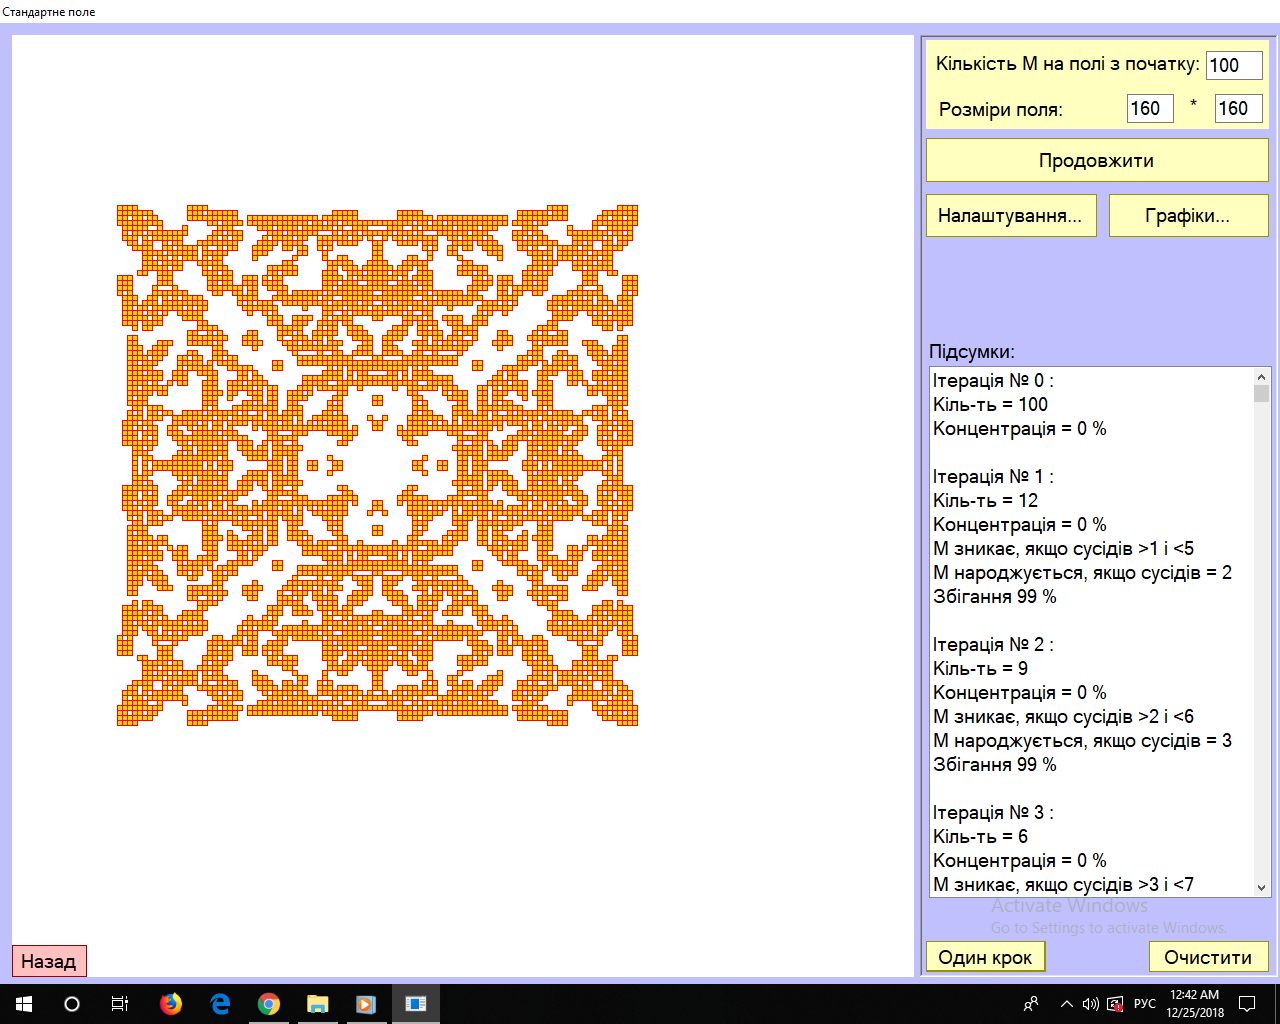 Стандартне поле
Кількість М на полі з початку: 100
Розміри поля: 160 * 160
Продовжити
Налаштування...
Графіки...
Підсумки:
Ітерація № 0 :
Кіль-ть = 100
Концентрація = 0 %
Ітерація № 1 :
Кіль-ть = 12
Концентрація = 0 %
М зникає, якщо сусідів >1 і <5
М народжується, якщо сусідів = 2
Збігання 99 %
Ітерація № 2 :
Кіль-ть = 9
Концентрація = 0 %
М зникає, якщо сусідів >2 і <6
М народжується, якщо сусідів = 3
Збігання 99 %
Ітерація № 3 :
Кіль-ть = 6
Концентрація = 0 %
М зникає, якщо сусідів >3 і <7
Activate Windows
Go to Settings to activate Windows.
Один крок
Очистити
Назад
РУС
12:42 AM
12/25/2018